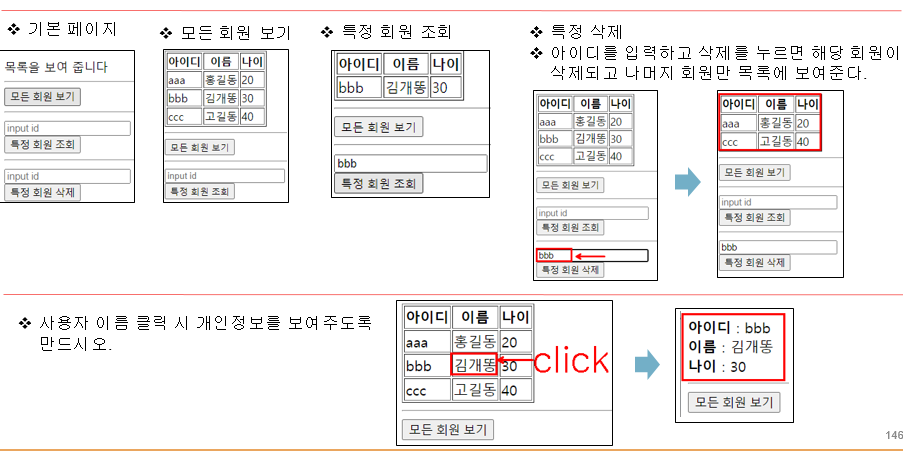 ❖ 기본 페이지
목록을 보여 줍니다
모든 회원 보기
input id
특정 회원 조회
input id
특정 회원 삭제
❖ 모든 회원 보기
아이디 이름 나이
aaa 홍길동 20
bbb 김개똥 30
ccc 고길동 40
모든 회원 보기
input id
특정 회원 조회
❖ 특정 회원 조회
아이디 이름 나이
bbb 김개똥 30
모든 회원 보기
bbb
특정 회원 조회
❖ 특정 삭제
❖ 아이디를 입력하고 삭제를 누르면 해당 회원이
삭제되고 나머지 회원만 목록에 보여준다.
아이디 이름 나이
aaa 홍길동 20
bbb 김개똥 30
ccc 고길동 40
모든 회원 보기
input id
특정 회원 조회
bbb
특정 회원 삭제
아이디 이름 나이
aaa 홍길동 20
ccc 고길동 40
모든 회원 보기
input id
특정 회원 조회
bbb
특정 회원 삭제
❖ 사용자 이름 클릭 시 개인정보를 보여주도록
만드시오.
아이디 이름 나이
aaa 홍길동 20
bbb 김개똥 30
ccc 고길동 40
click
모든 회원 보기
아이디 : bbb
이름 : 김개똥
나이 : 30
모든 회원 보기
146